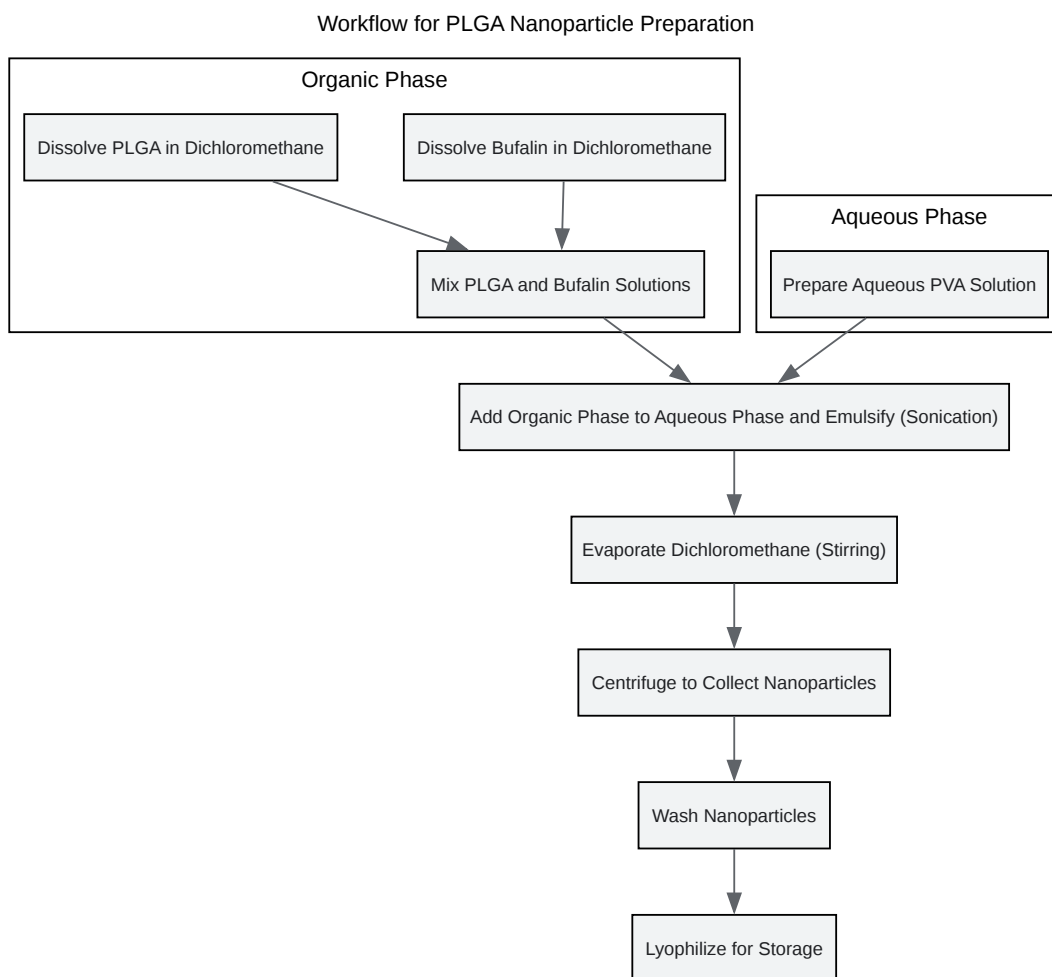 Workflow for PLGA Nanoparticle Preparation
Organic Phase
Dissolve PLGA in Dichloromethane
Dissolve Bufalin in Dichloromethane
Aqueous Phase
Mix PLGA and Bufalin Solutions
Prepare Aqueous PVA Solution
Add Organic Phase to Aqueous Phase and Emulsify (Sonication)
Evaporate Dichloromethane (Stirring)
Centrifuge to Collect Nanoparticles
Wash Nanoparticles
Lyophilize for Storage